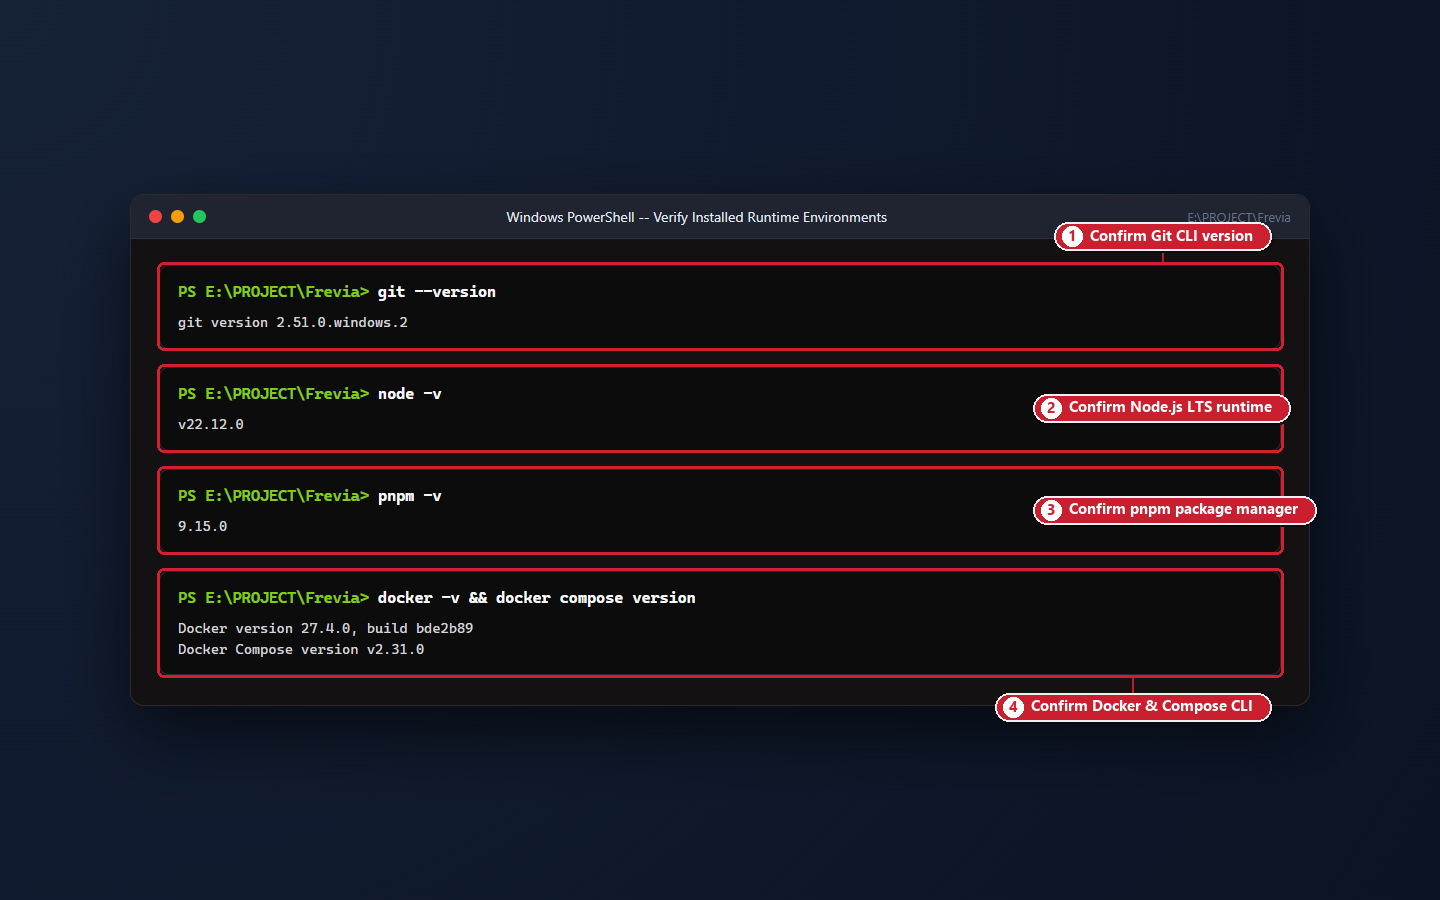 Windows PowerShell -- Verify Installed Runtime Environments
E:\PROJECT\Frevia
1 Confirm Git CLI version
PS E:\PROJECT\Frevia> git --version
git version 2.51.0.windows.2
PS E:\PROJECT\Frevia> node -v
2 Confirm Node.js LTS runtime
v22.12.0
PS E:\PROJECT\Frevia> pnpm -v
3 Confirm pnpm package manager
9.15.0
PS E:\PROJECT\Frevia> docker -v && docker compose version
Docker version 27.4.0, build bde2b89
Docker Compose version v2.31.0
4 Confirm Docker & Compose CLI